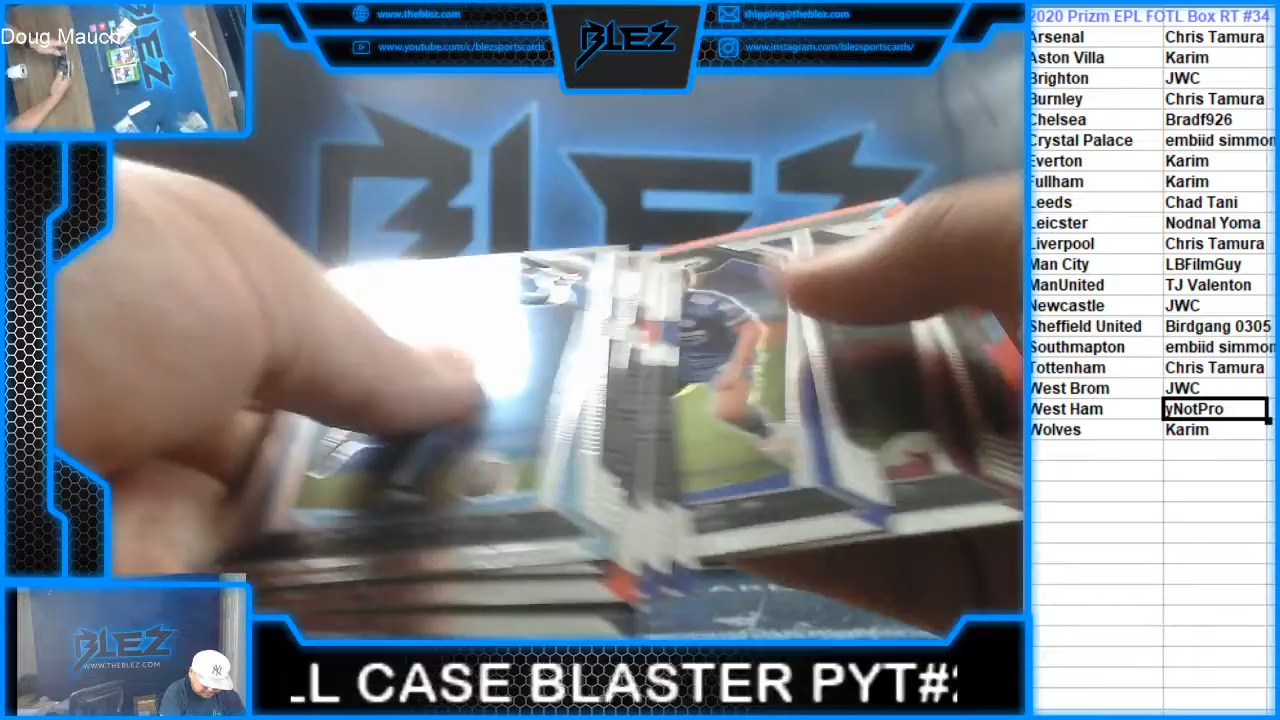 Doug Mauch
www.theblez.com
www.youtube.com/c/blezsportscards
BLEZ
shipping@theblez.com
www.instagram.com/blezsportscards/
BLEZ
BLEZ
BLEZ
WWW.THEBLEZ.COM
L CASE BLASTER PYT#
2020 Prizm EPL FOTL Box RT #34
Arsenal Chris Tamura
Aston Villa Karim
Brighton JWC
Burnley Chris Tamura
Chelsea Bradf926
Crystal Palace embiid simmon
Everton Karim
Fullham Karim
Leeds Chad Tani
Leicster Nodnal Yoma
Liverpool Chris Tamura
Man City LBFilmGuy
ManUnited TJ Valenton
Newcastle JWC
Sheffield United Birdgang 0305
Southmapton embiid simmon
Tottenham Chris Tamura
West Brom JWC
West Ham yNotPro
Wolves Karim